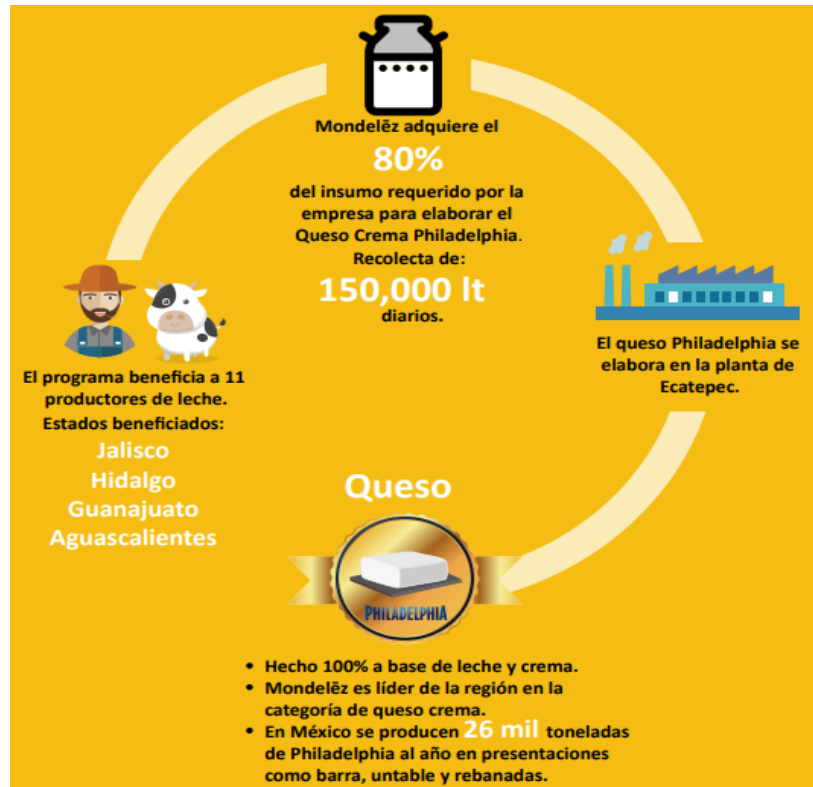 Mondelēz adquiere el
80%
del insumo requerido por la
empresa para elaborar el
Queso Crema Philadelphia.
Recolecta de:
150,000 lt
diarios.
El programa beneficia a 11
productores de leche.
Estados beneficiados:
Jalisco
Hidalgo
Guanajuato
Aguascalientes
El queso Philadelphia se
elabora en la planta de
Ecatepec.
Queso
PHILADELPHIA
• Hecho 100% a base de leche y crema.
• Mondelēz es líder de la región en la
categoría de queso crema.
• En México se producen 26 mil toneladas
de Philadelphia al año en presentaciones
como barra, untable y rebanadas.